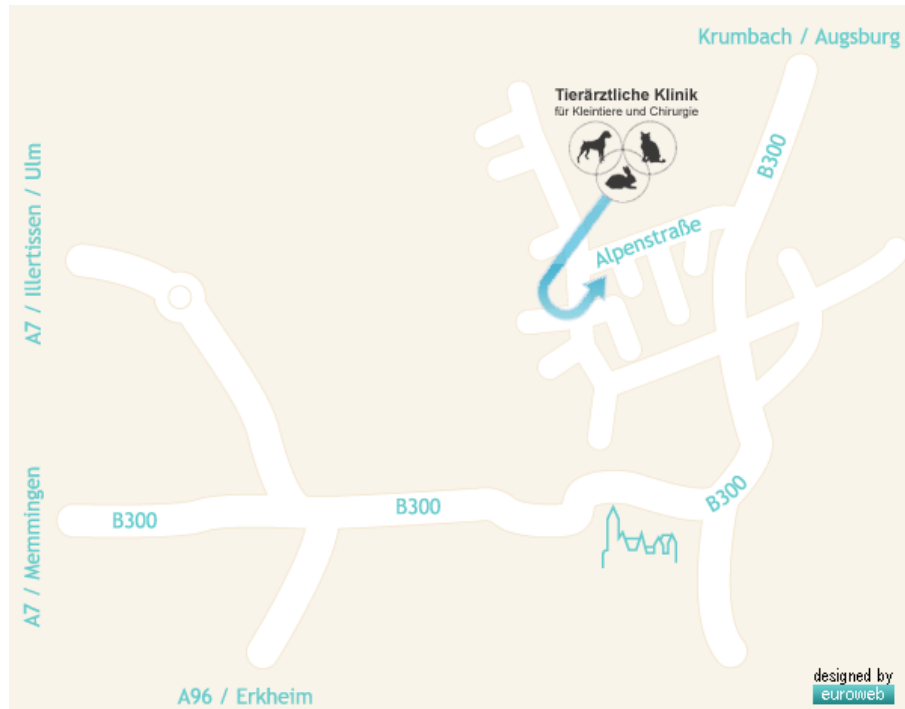 Krumbach / Augsburg
Tierärztliche Klinik
für Kleintiere und Chirurgie
B300
A7 / Illertissen / Ulm
Alpenstraße
A7 / Memmingen
B300
B300
B300
A96 / Erkheim
designed by
euroweb